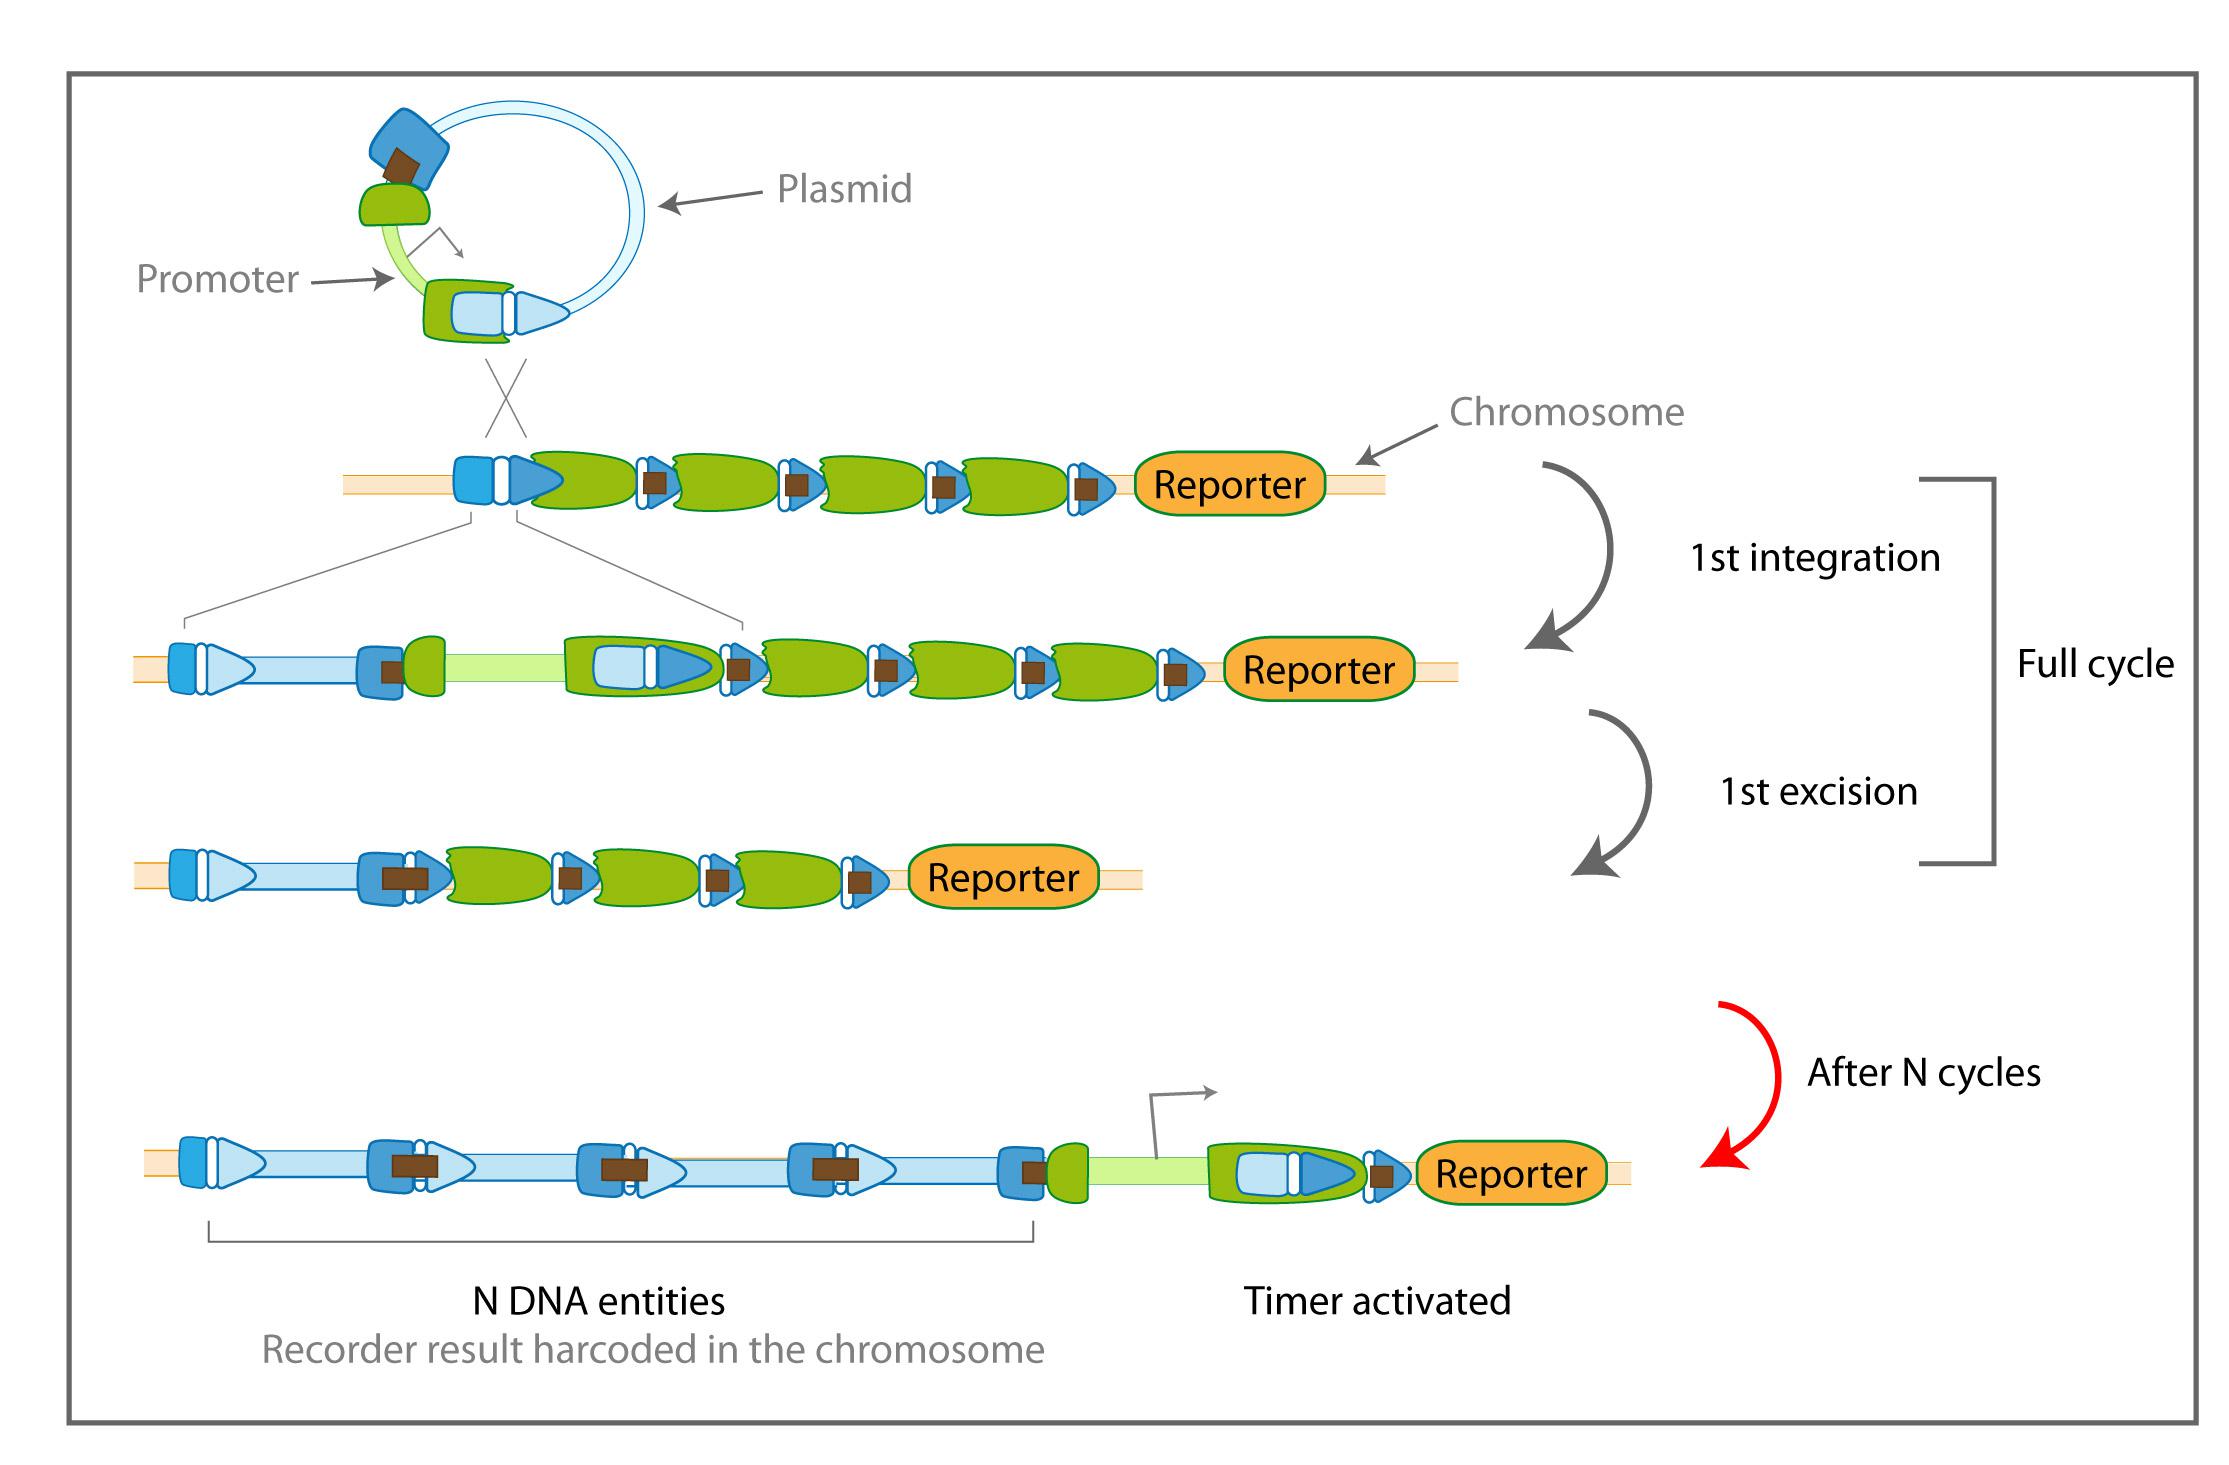 Plasmid
Promoter
Chromosome
Reporter
1st integration
Reporter
Full cycle
1st excision
Reporter
After N cycles
Reporter
N DNA entities
Timer activated
Recorder result harcoded in the chromosome